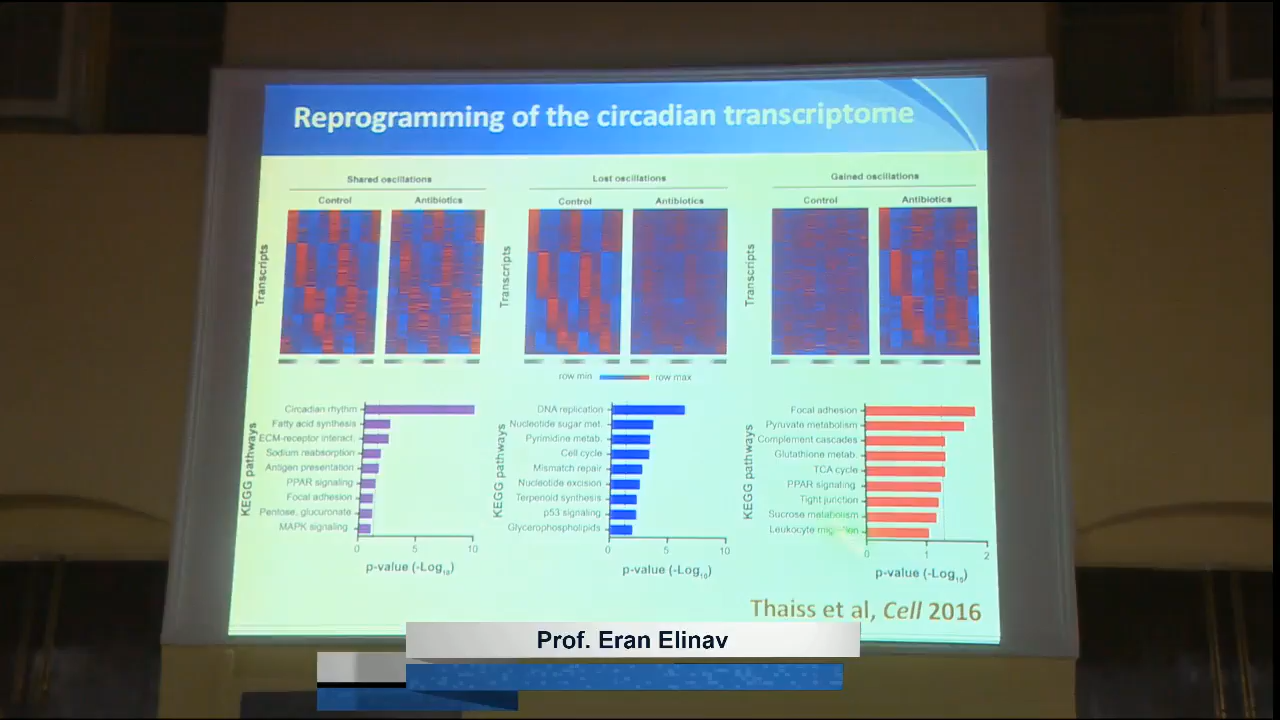 Reprogramming of the circadian transcriptome
Shared oscillations
Control
Antibiotics
Transcripts
Lost oscillations
Control
Antibiotics
Transcripts
Gained oscillations
Control
Antibiotics
Transcripts
row min
row max
KEGG pathways
Circadian rhythm
Fatty acid synthesis
ECM-receptor interact.
Sodium reabsorption
Antigen presentation
PPAR signaling
Focal adhesion
Pentose, glucuronate
MAPK signaling
0 5 10
p-value (-Log10)
KEGG pathways
DNA replication
Nucleotide sugar met.
Pyrimidine metab.
Cell cycle
Mismatch repair
Nucleotide excision
Terpenoid synthesis
p53 signaling
Glycerophospholipids
0 5 10
p-value (-Log10)
KEGG pathways
Focal adhesion
Pyruvate metabolism
Complement cascades
Glutathione metab.
TCA cycle
PPAR signaling
Tight junction
Sucrose metabolism
Leukocyte
0 1 2
p-value (-Log10)
Thaiss et al, Cell 2016
Prof. Eran Elinav